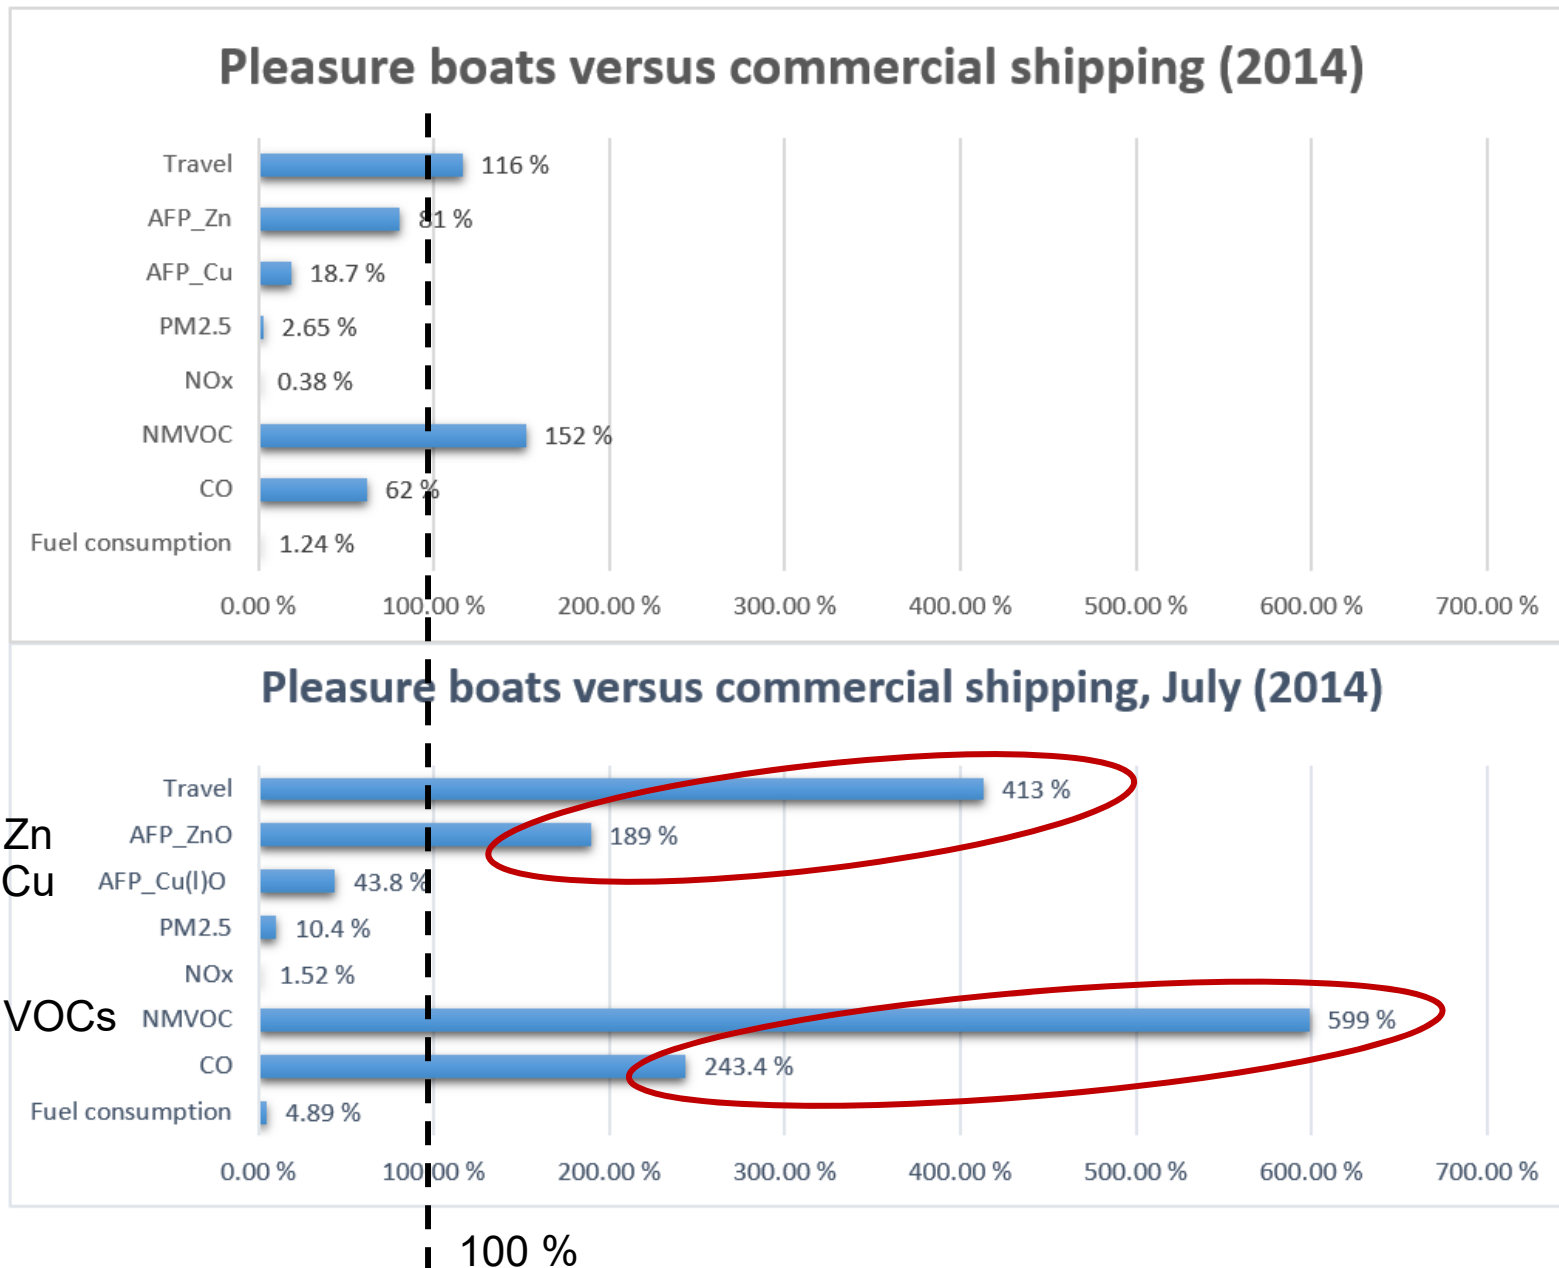 Pleasure boats versus commercial shipping (2014)
Travel 116 %
AFP_Zn 81 %
AFP_Cu 18.7 %
PM2.5 2.65 %
NOx 0.38 %
NMVOC 152 %
CO 62 %
Fuel consumption 1.24 %
0.00 % 100.00 % 200.00 % 300.00 % 400.00 % 500.00 % 600.00 % 700.00 %
Pleasure boats versus commercial shipping, July (2014)
Travel 413 %
Zn AFP_ZnO 189 %
Cu AFP_Cu(l)O 43.8 %
PM2.5 10.4 %
NOx 1.52 %
VOCs NMVOC 599 %
CO 243.4 %
Fuel consumption 4.89 %
0.00 % 100.00 % 200.00 % 300.00 % 400.00 % 500.00 % 600.00 % 700.00 %
100 %